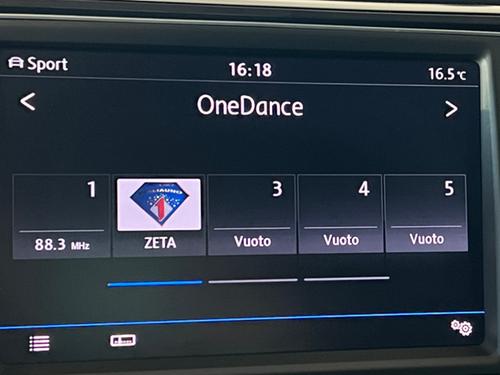 Sport
16:18
16.5°C
<
OneDance
>
1
3
4
5
88.3 MHz
ZETA
Vuoto
Vuoto
Vuoto